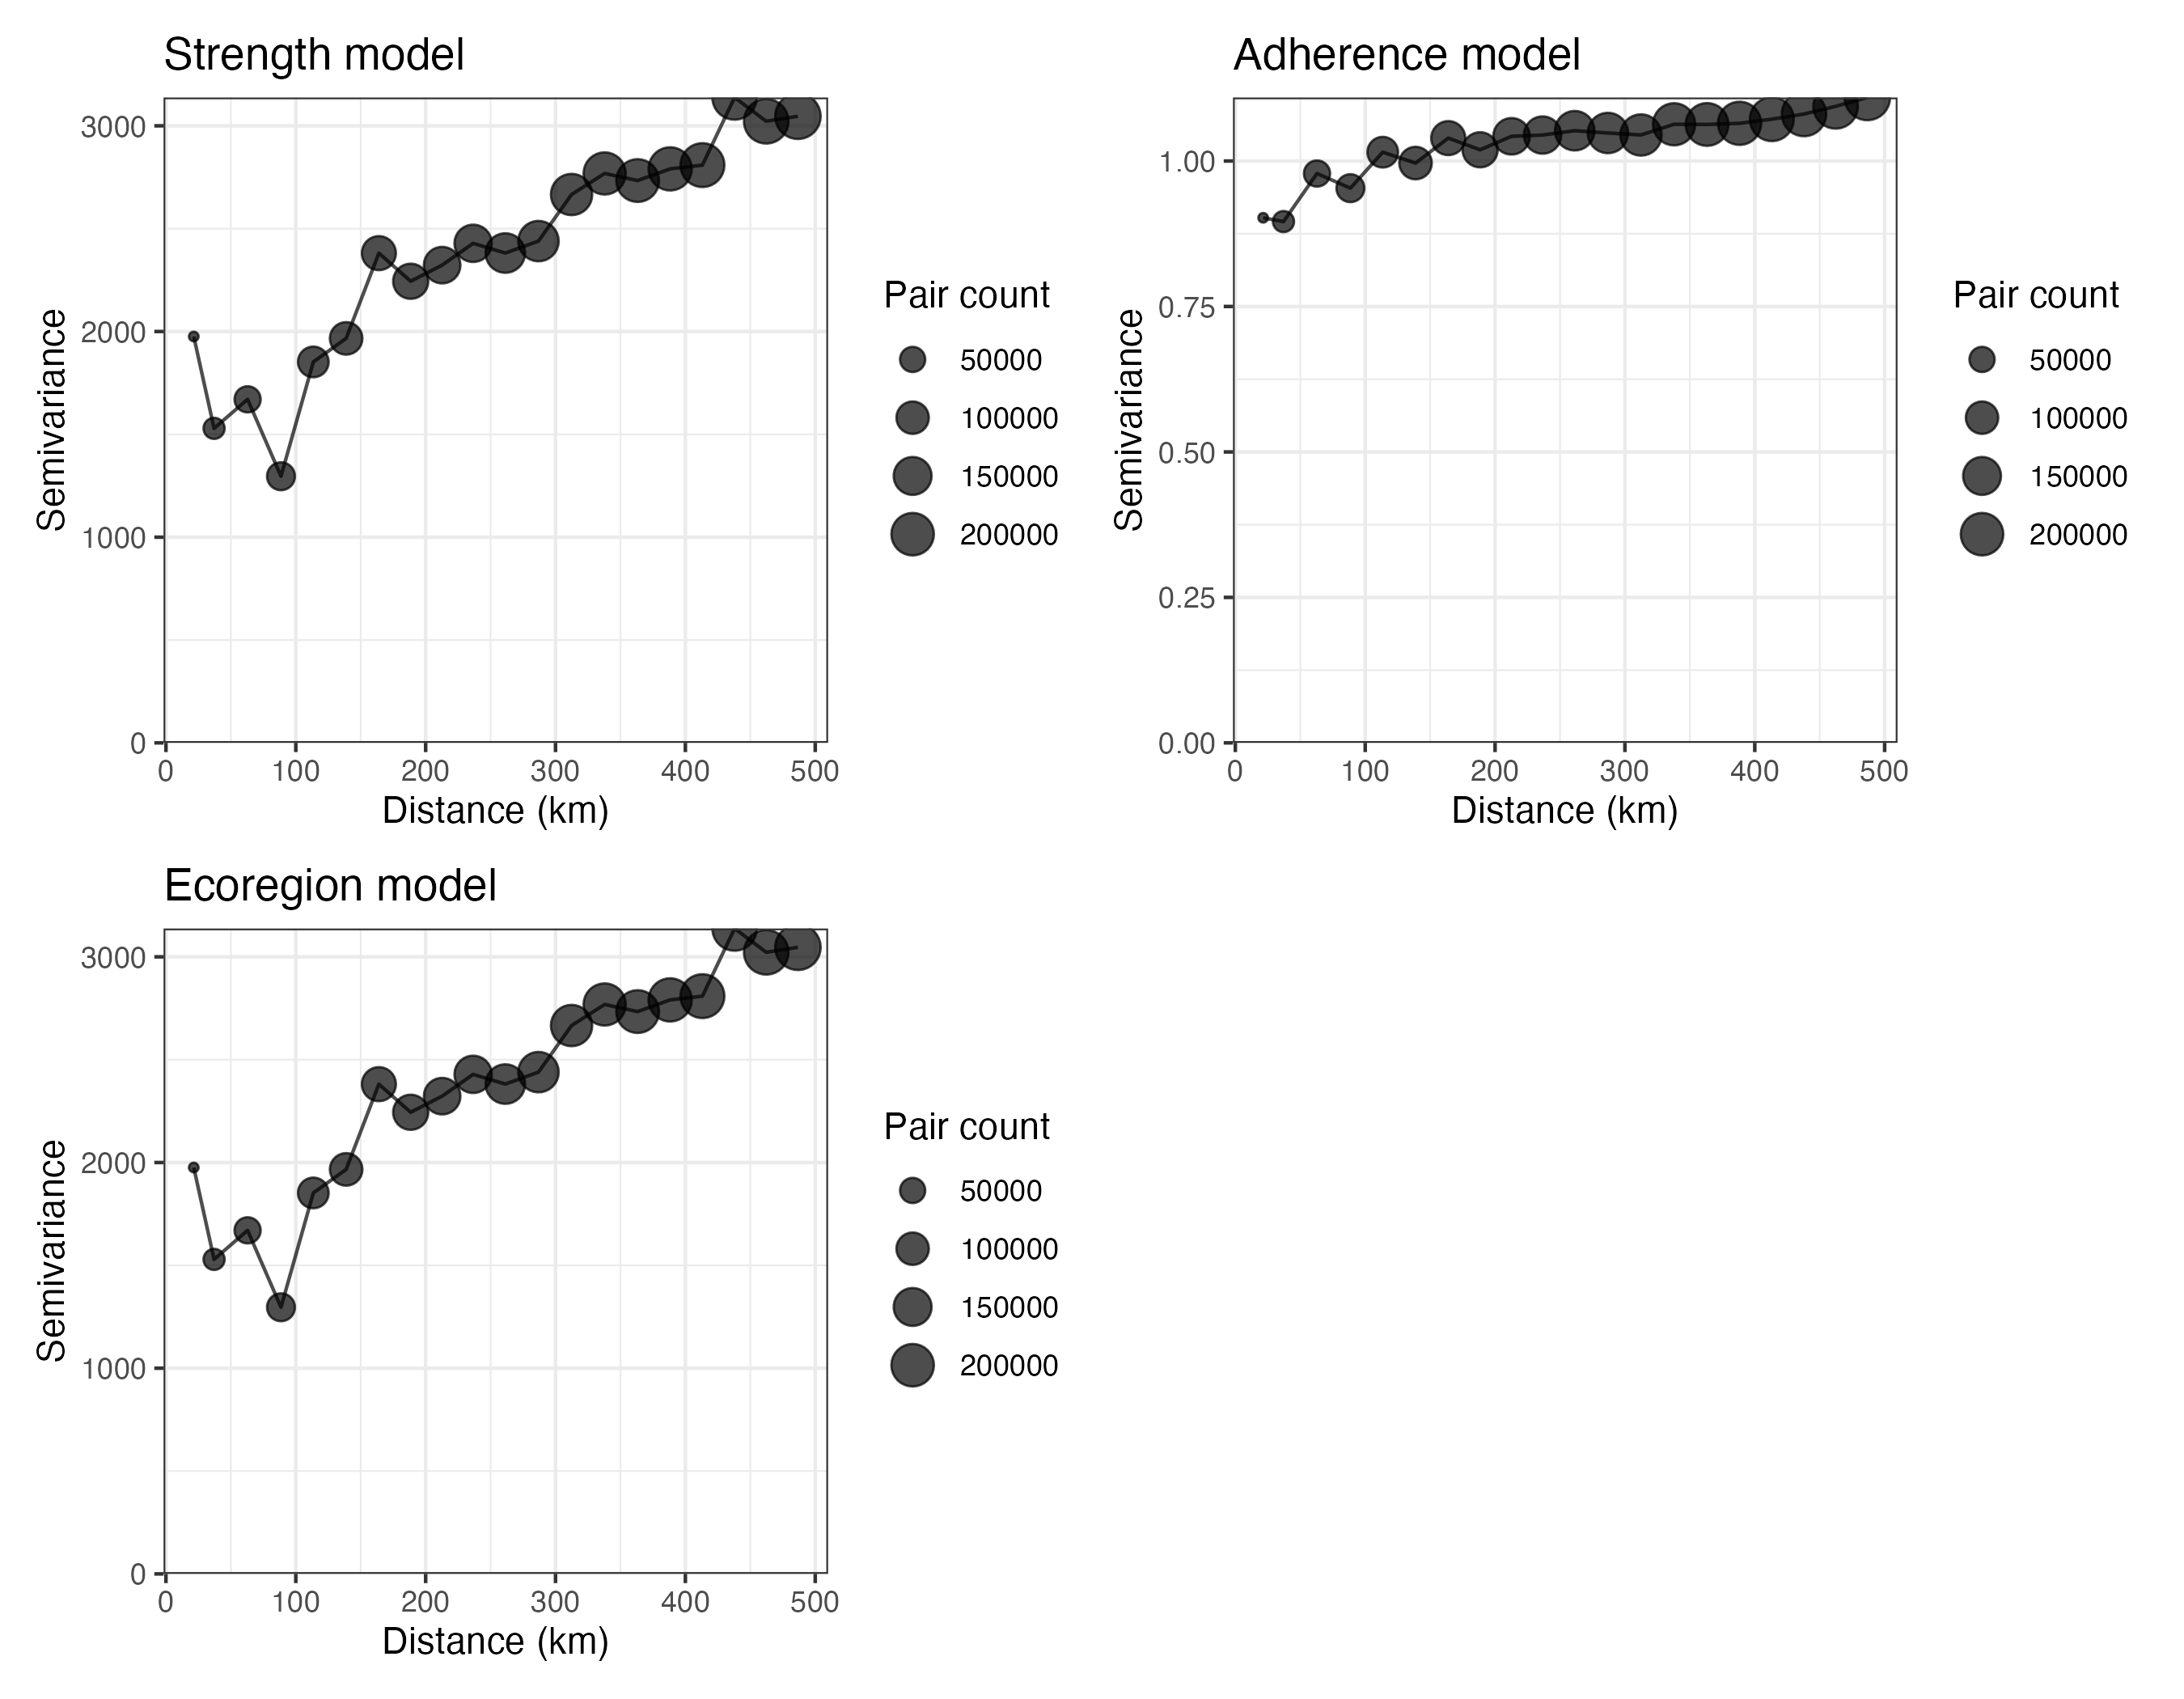 Strength model
Semivariance
3000
2000
1000
0
0 100 200 300 400 500
Distance (km)
Pair count
50000
100000
150000
200000
Adherence model
Semivariance
1.00
0.75
0.50
0.25
0.00
0 100 200 300 400 500
Distance (km)
Pair count
50000
100000
150000
200000
Ecoregion model
Semivariance
3000
2000
1000
0
0 100 200 300 400 500
Distance (km)
Pair count
50000
100000
150000
200000